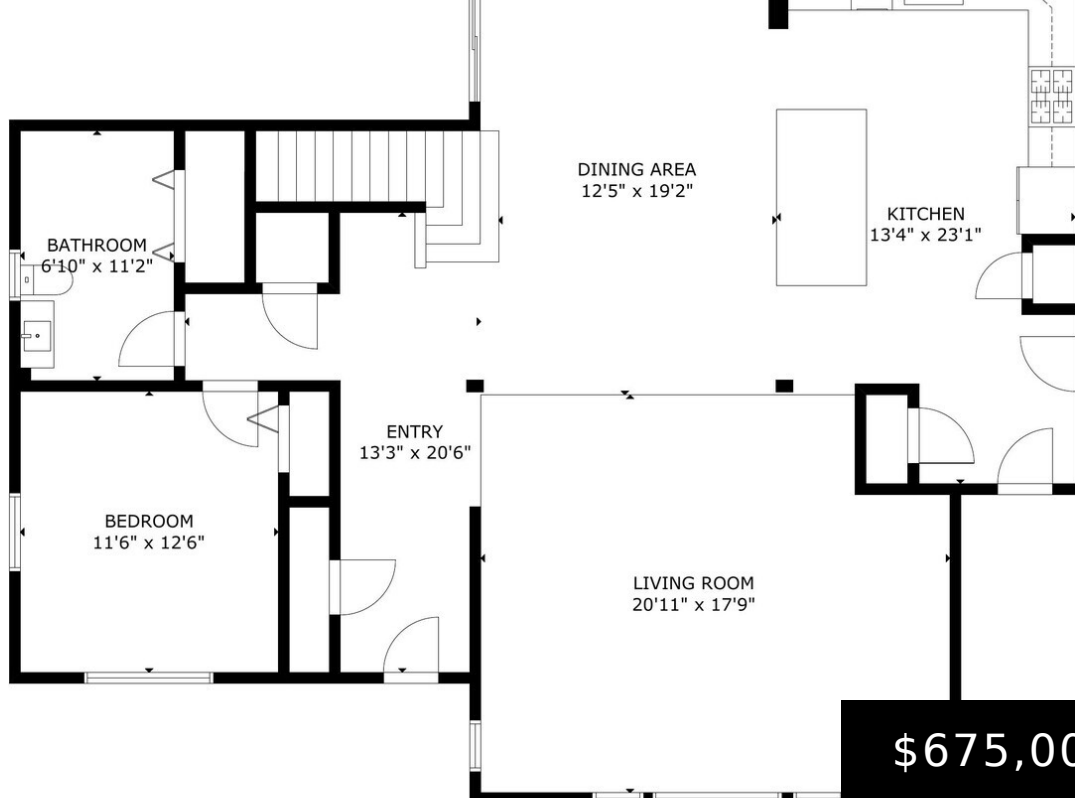 DINING AREA
12'5" x 19'2"
KITCHEN
13'4" x 23'1"
BATHROOM
6'10" x 11'2"
ENTRY
13'3" x 20'6"
BEDROOM
11'6" x 12'6"
LIVING ROOM
20'11" x 17'9"
$675,00